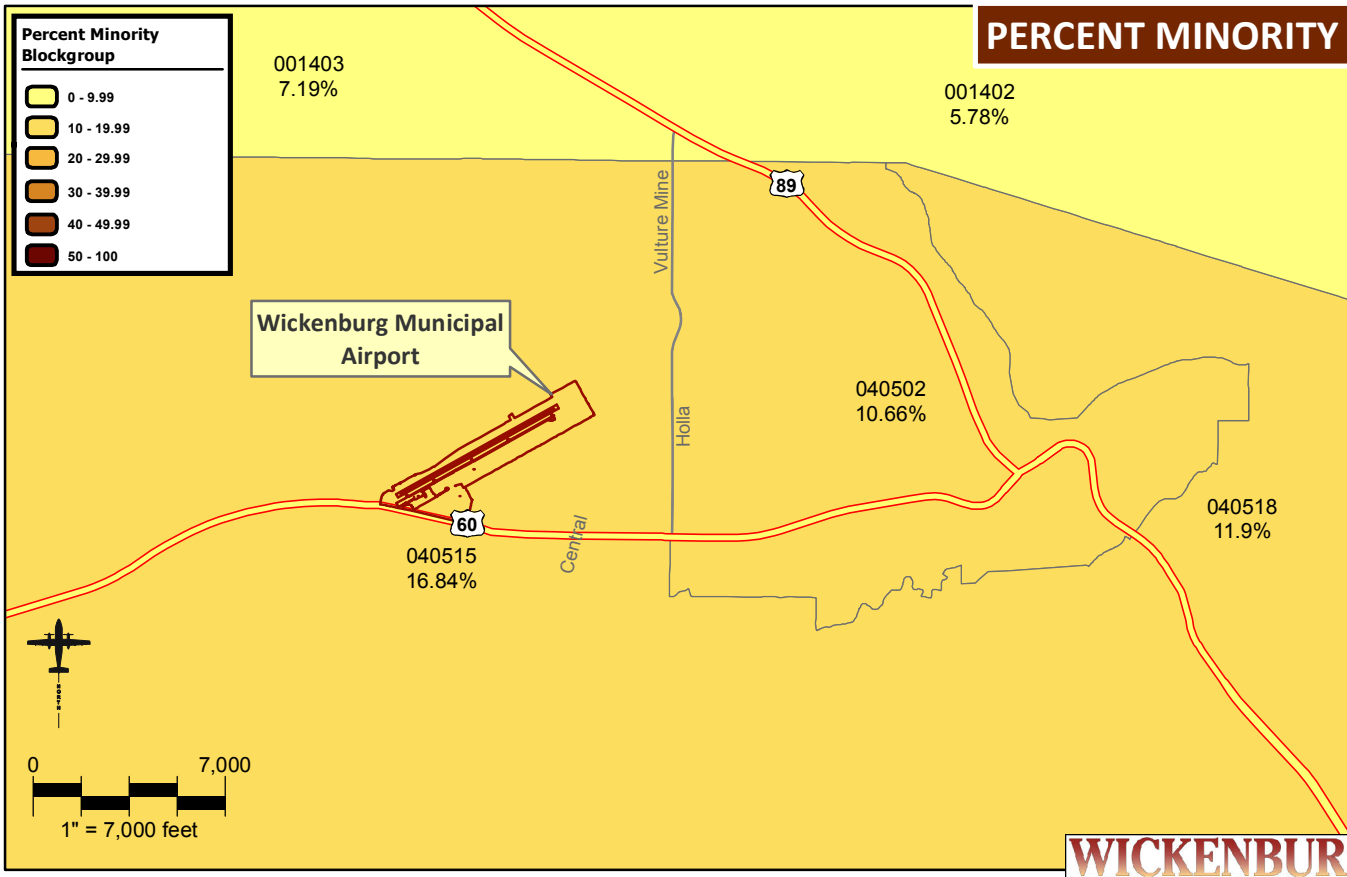 PERCENT MINORITY
Percent Minority
Blockgroup
0 - 9.99
10 - 19.99
20 - 29.99
30 - 39.99
40 - 49.99
50 - 100
001403
7.19%
001402
5.78%
89
Vulture Mine
Wickenburg Municipal
Airport
040502
10.66%
Holla
60
040515
16.84%
Central
040518
11.9%
NORTH
0 7,000
1" = 7,000 feet
WICKENBUR